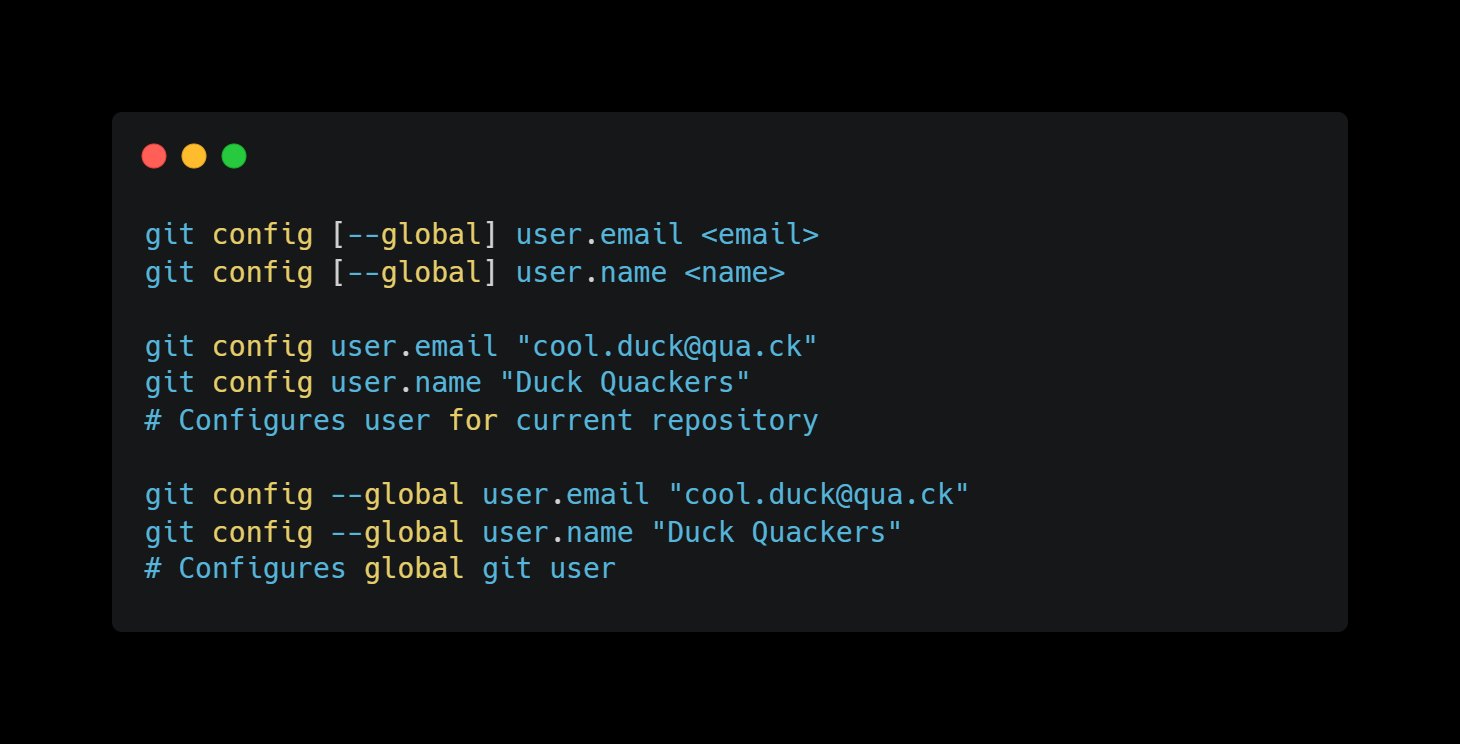 git config [--global] user.email <email>
git config [--global] user.name <name>
git config user.email "cool.duck@qua.ck"
git config user.name "Duck Quackers"
# Configures user for current repository
git config --global user.email "cool.duck@qua.ck"
git config --global user.name "Duck Quackers"
# Configures global git user